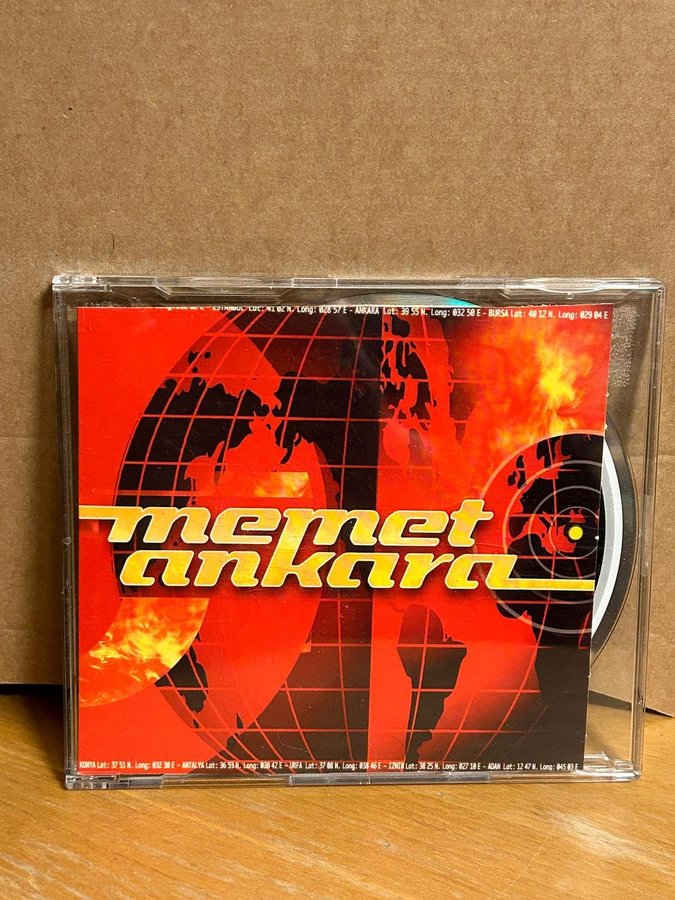 İSTANBUL Lat: 41 02 N. Long: 028 57 E - ANKARA Lat: 39 55 N. Long: 032 50 E - BURSA Lat: 40 12 N. Long: 029 04 E
memet
ankara
KONYA Lat: 37 51 N. Long: 032 30 E - ANTALYA Lat: 36 53 N. Long: 030 42 E - URFA Lat: 37 08 N. Long: 038 46 E - IZMIR Lat: 38 25 N. Long: 027 10 E - ADAN Lat: 12 47 N. Long: 045 03 E